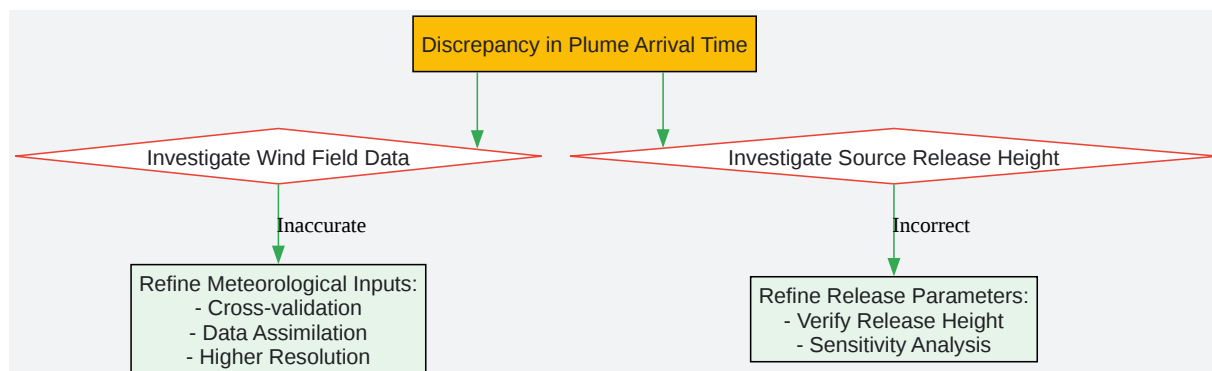 Discrepancy in Plume Arrival Time
Investigate Wind Field Data
Investigate Source Release Height
Inaccurate
Incorrect
Refine Meteorological Inputs:
- Cross-validation
- Data Assimilation
- Higher Resolution
Refine Release Parameters:
- Verify Release Height
- Sensitivity Analysis